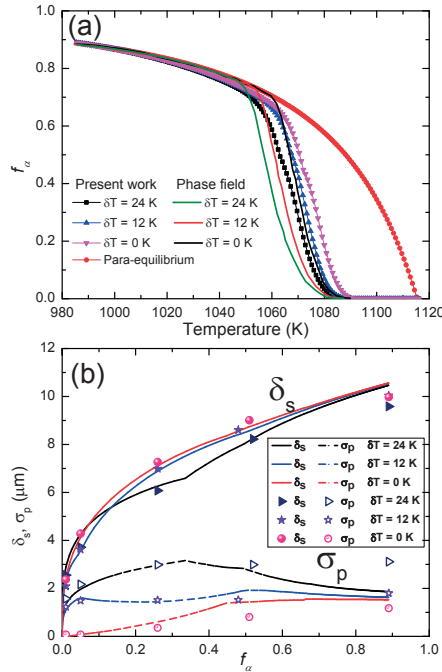 (a)
1.0
0.8
0.6
0.4
0.2
0.0
fα
Present work Phase field
δT = 24 K δT = 24 K
δT = 12 K δT = 12 K
δT = 0 K δT = 0 K
Para-equilibrium
980 1000 1020 1040 1060 1080 1100 1120
Temperature (K)
(b)
12
10
8
6
4
2
0
δs, σp (μm)
δs
δs σp δT = 24 K
δs σp δT = 12 K
δs σp δT = 0 K
δs σp δT = 24 K
δs σp δT = 12 K
δs σp δT = 0 K
σp
0.0 0.2 0.4 0.6 0.8 1.0
fα